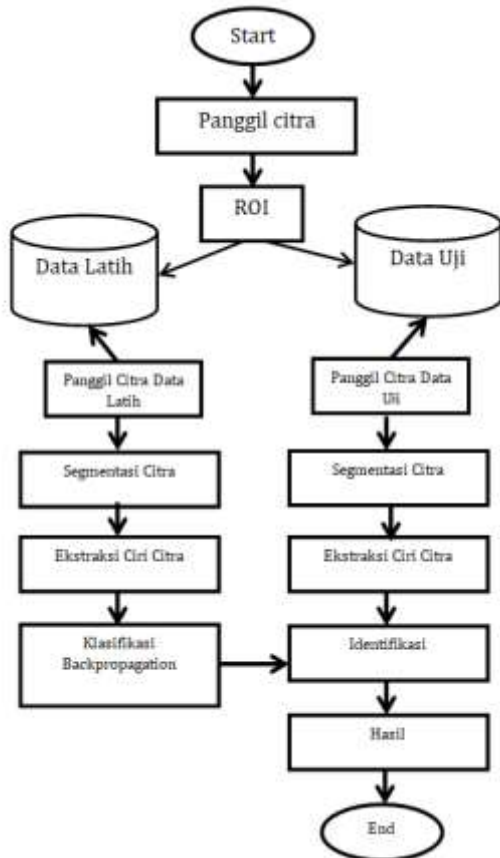 Start
Panggil citra
ROI
Data Latih
Data Uji
Panggil Citra Data
Latih
Panggil Citra Data
Uji
Segmentasi Citra
Segmentasi Citra
Ekstraksi Ciri Citra
Ekstraksi Ciri Citra
Klasifikasi
Backpropagation
Identifikasi
Hasil
End